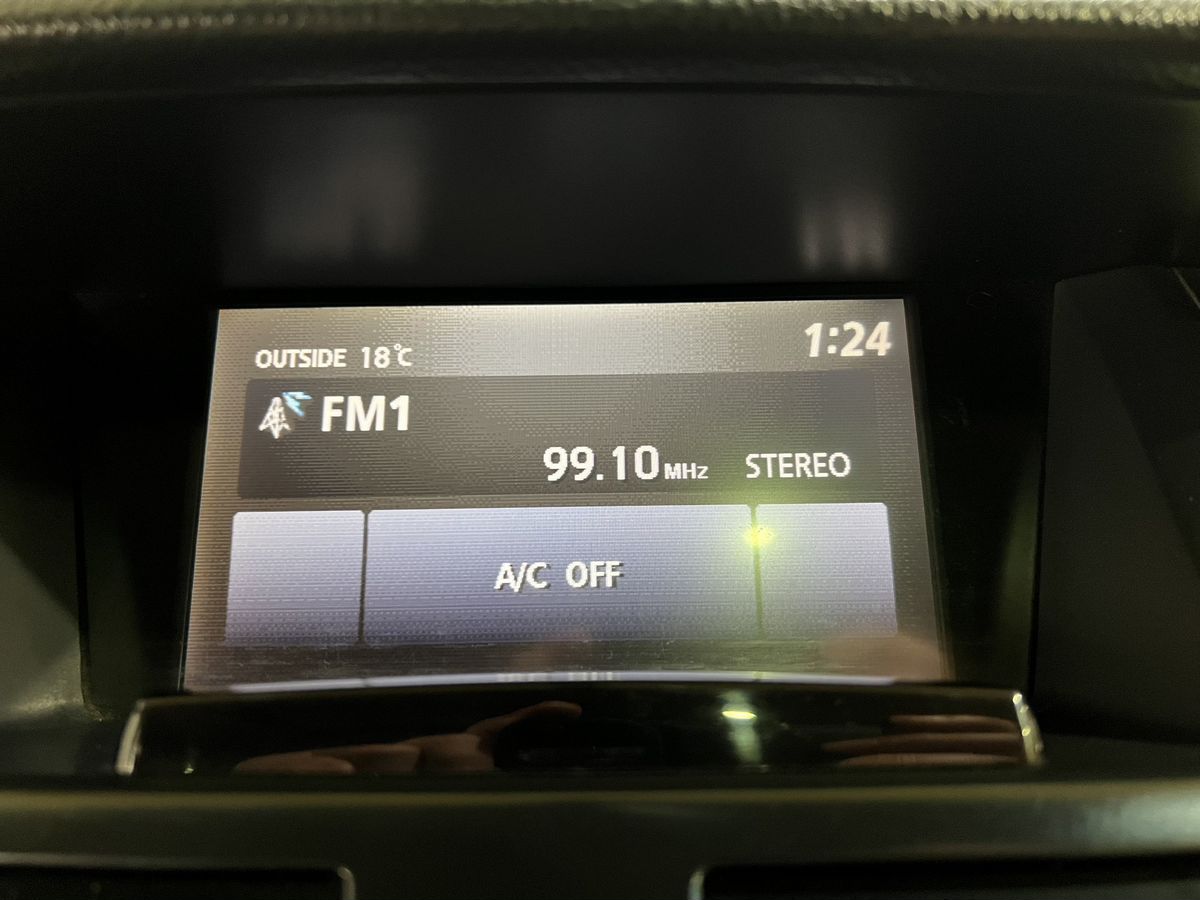 OUTSIDE 18℃ 1:24
FM1
99.10MHz STEREO
A/C OFF